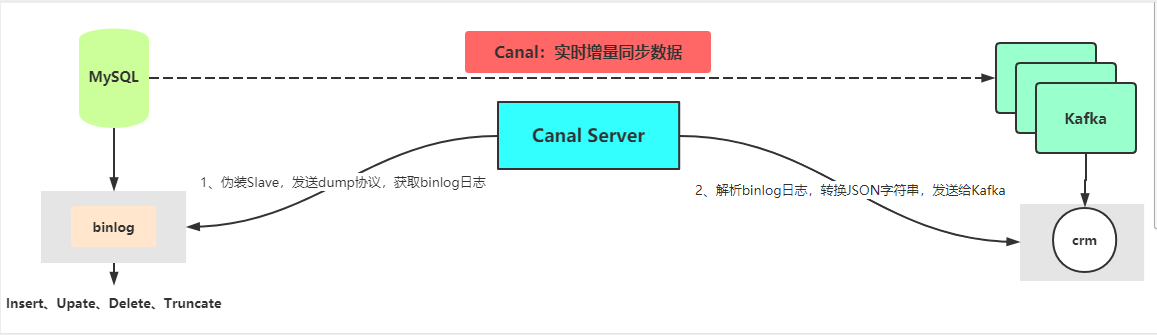 Canal：实时增量同步数据
MySQL
Kafka
Canal Server
1、伪装Slave，发送dump协议，获取binlog日志
2、解析binlog日志，转换JSON字符串，发送给Kafka
binlog
crm
Insert、Upate、Delete、Truncate